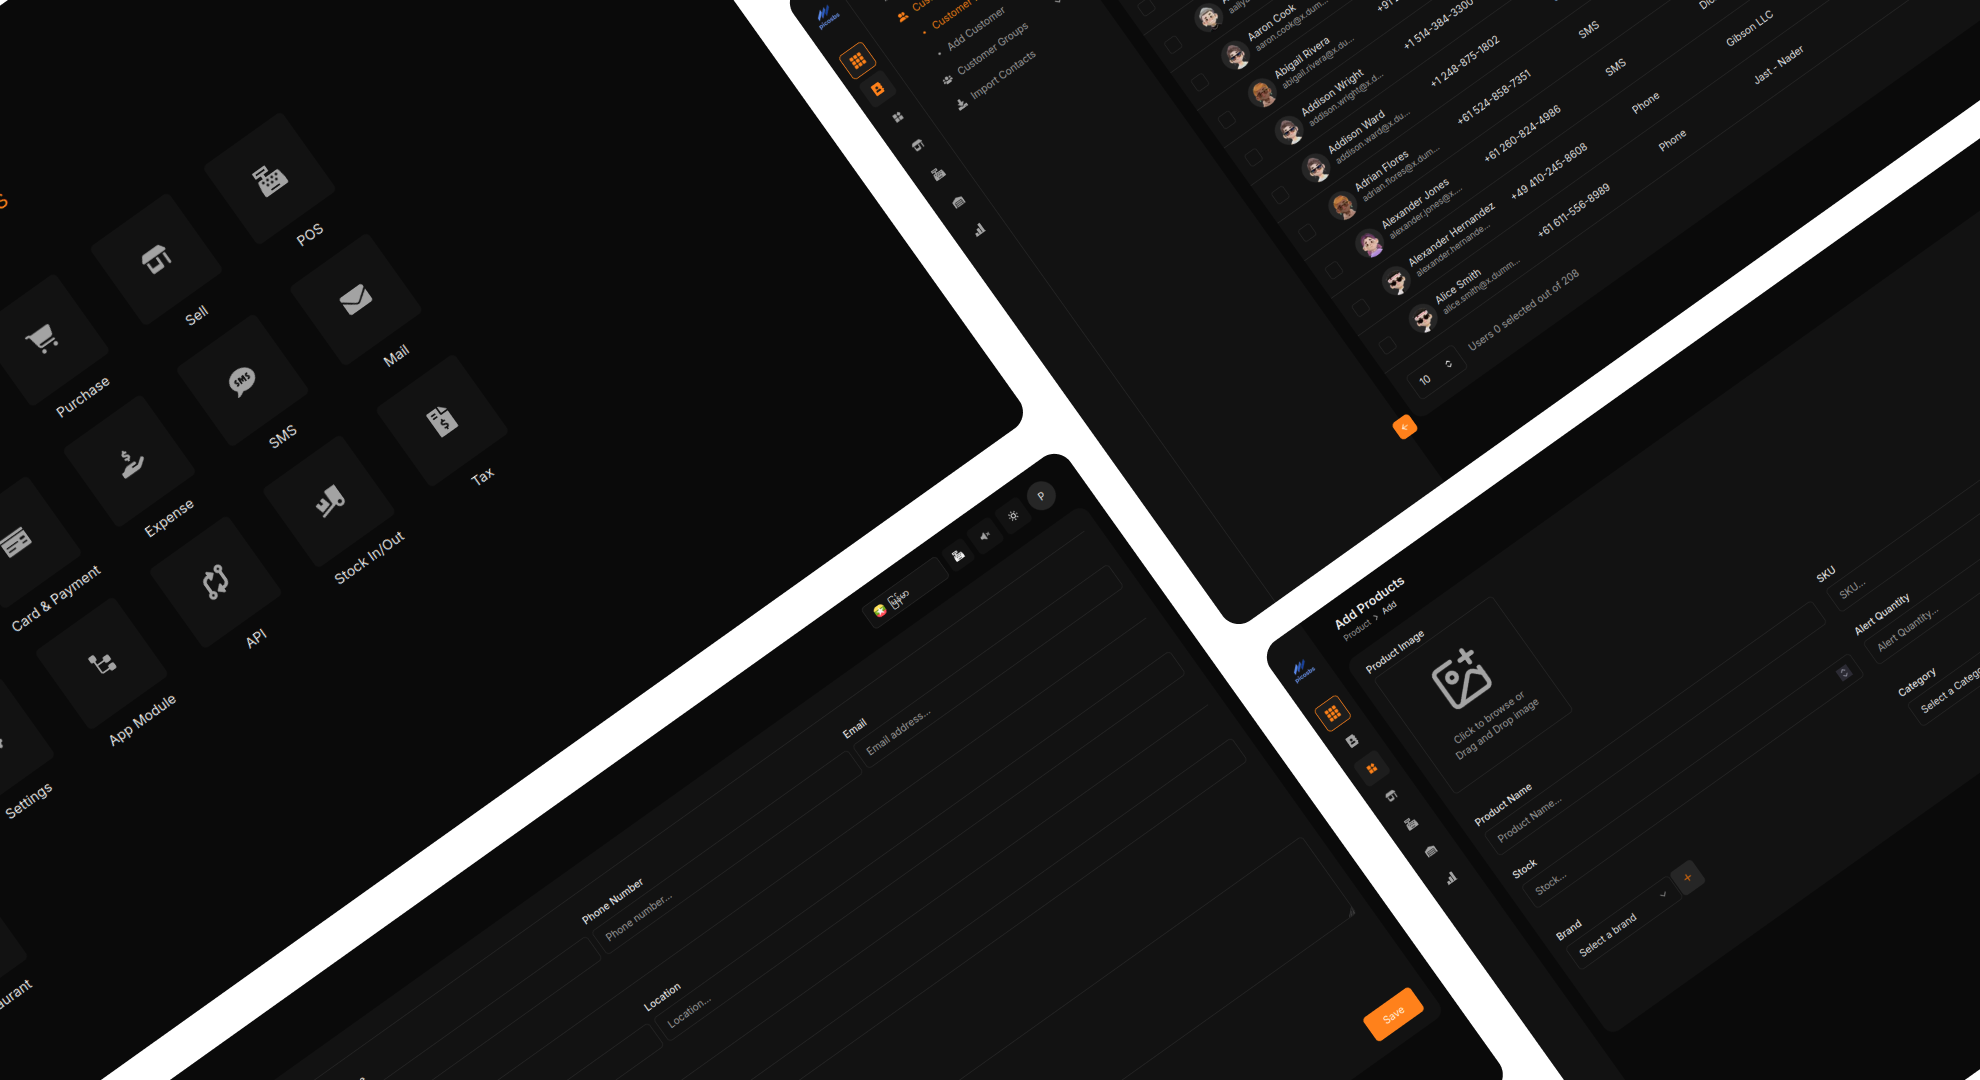 POS
Sell
Purchase
Mail
SMS
Expense
Card & Payment
Tax
Stock In/Out
API
App Module
Settings
picosbs
Customer
Add Customer
Customer Groups
Import Contacts
Aaron Cook
aaron.cook@x.dum...
+1 514-384-3300
Abigail Rivera
abigail.rivera@x.du...
+1 248-875-1802
SMS
Gibson LLC
Addison Wright
addison.wright@x.d...
+61 524-858-7351
SMS
Jast - Nader
Addison Ward
addison.ward@x.du...
+61 260-824-4986
Phone
Adrian Flores
adrian.flores@x.dum...
+49 410-245-8608
Phone
Alexander Jones
alexander.jones@x....
+61 611-556-8989
Alexander Hernandez
alexander.hernande...
Alice Smith
alice.smith@x.dumm...
10
Users 0 selected out of 208
P
Email
Email address...
Phone Number
Phone number...
Location
Location...
Save
picosbs
Add Products
Product > Add
Product Image
Click to browse or
Drag and Drop image
Product Name
Product Name...
SKU
SKU...
Stock
Stock...
Alert Quantity
Alert Quantity...
Brand
Select a brand
Category
Select a